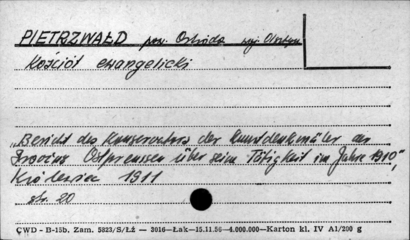 PIETRZWAŁD pow. Ostróda woj. Olsztyn
Kościół ewangelicki
"Bericht des Konservators der Kunstdenkmäler der
Provinz Ostpreussen über seine Tätigkeit im Jahre 1910",
Królewiec 1911
str. 20
CWD - B-15b, Zam. 5823/S/Łź — 3616—Łak—15.11.56—4.000.000—Karton kl. IV A1/200 g